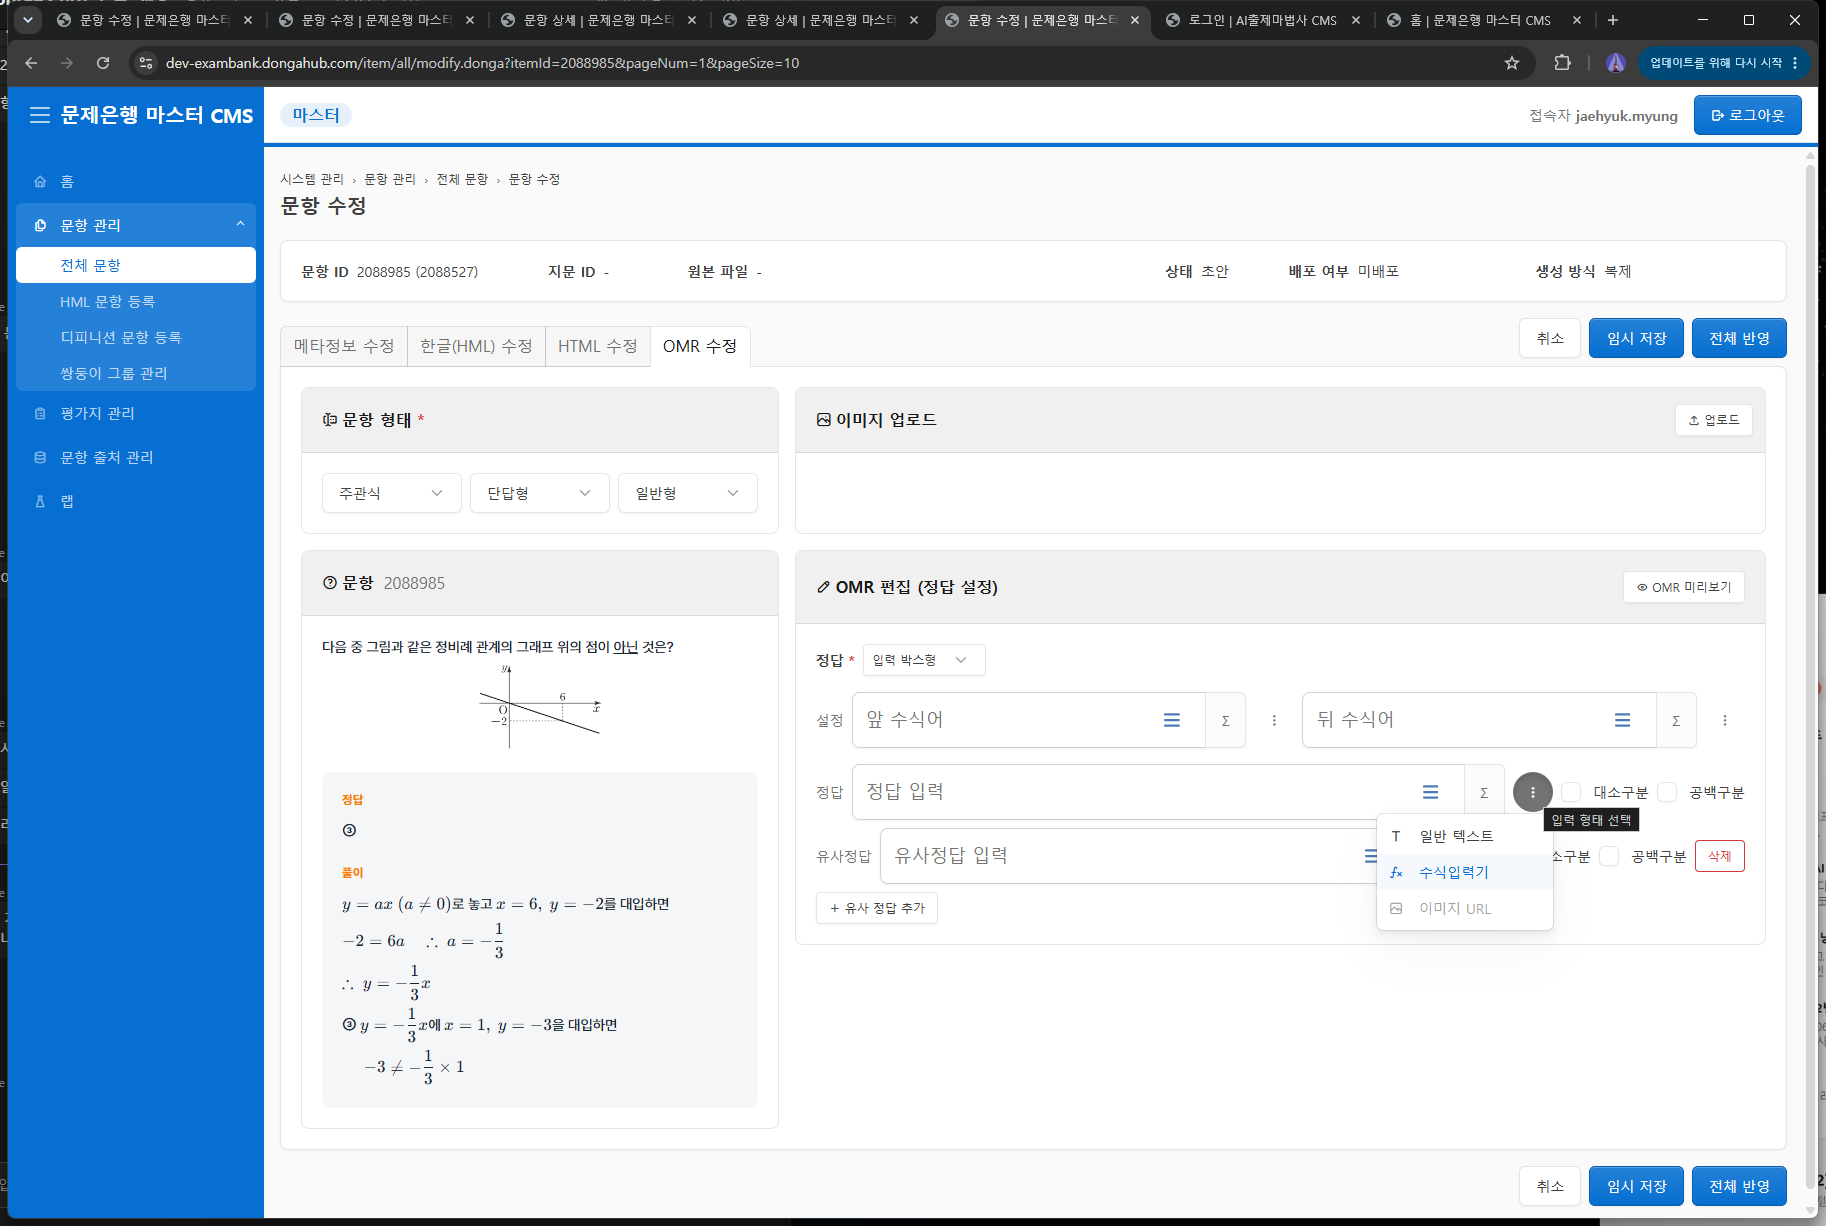 문항 수정 | 문제은행 마스터
문항 수정 | 문제은행 마스터
문항 상세 | 문제은행 마스터
문항 상세 | 문제은행 마스터
문항 수정 | 문제은행 마스터
로그인 | AI출제마법사 CMS
홈 | 문제은행 마스터 CMS
dev-exambank.dongahub.com/item/all/modify.donga?itemId=2088985&pageNum=1&pageSize=10
업데이트를 위해 다시 시작
문제은행 마스터 CMS
마스터
접속자 jaehyuk.myung
로그아웃
홈
문항 관리
전체 문항
HML 문항 등록
디피니션 문항 등록
쌍둥이 그룹 관리
평가지 관리
문항 출처 관리
랩
시스템 관리 › 문항 관리 › 전체 문항 › 문항 수정
문항 수정
문항 ID 2088985 (2088527)
지문 ID -
원본 파일 -
상태 초안
배포 여부 미배포
생성 방식 복제
메타정보 수정
한글(HML) 수정
HTML 수정
OMR 수정
취소
임시 저장
전체 반영
문항 형태 *
주관식
단답형
일반형
이미지 업로드
업로드
문항 2088985
다음 중 그림과 같은 정비례 관계의 그래프 위의 점이 아닌 것은?
y
6
O
x
−2
정답
③
풀이
y = ax (a ≠ 0)로 놓고 x = 6, y = −2를 대입하면
−2 = 6a ∴ a = −1/3
∴ y = −1/3x
③ y = −1/3x에 x = 1, y = −3을 대입하면
−3 ≠ −1/3 × 1
OMR 편집 (정답 설정)
OMR 미리보기
정답 * 입력 박스형
설정 앞 수식어 Σ 뒤 수식어 Σ
정답 정답 입력 Σ 대소구분 공백구분
입력 형태 선택
유사정답 유사정답 입력 소구분 공백구분 삭제
T 일반 텍스트
fx 수식입력기
이미지 URL
+ 유사 정답 추가
취소
임시 저장
전체 반영